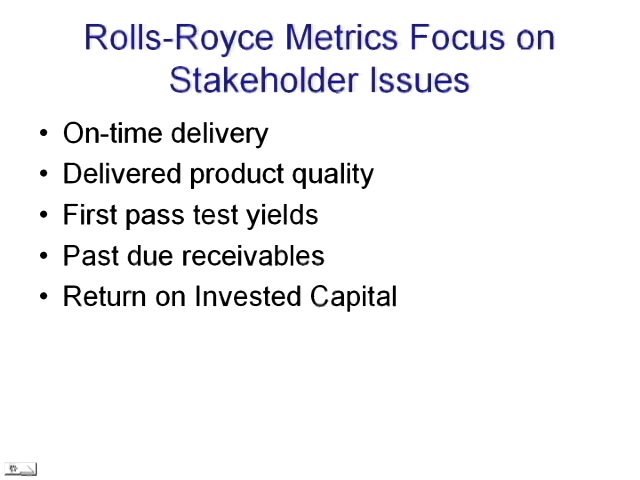 Rolls-Royce Metrics Focus on
Stakeholder Issues
• On-time delivery
• Delivered product quality
• First pass test yields
• Past due receivables
• Return on Invested Capital